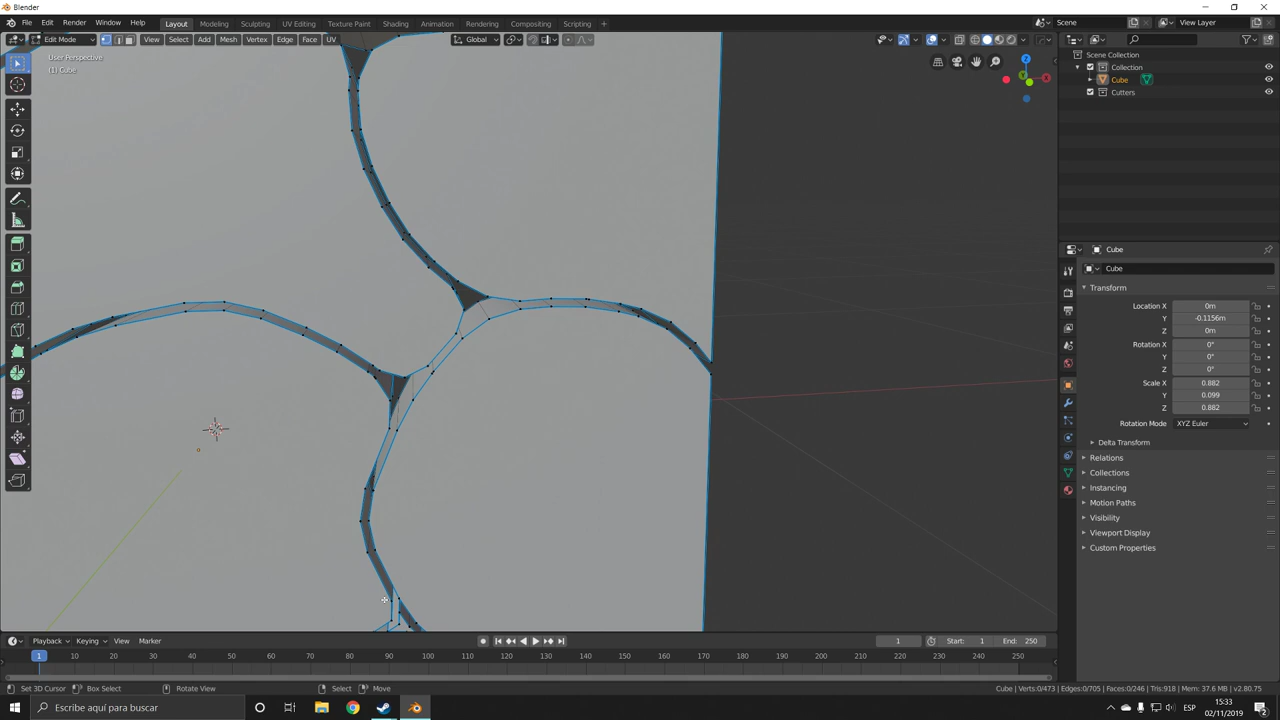 Blender
File Edit Render Window Help Layout Modeling Sculpting UV Editing Texture Paint Shading Animation Rendering Compositing Scripting + Scene View Layer
Edit Mode View Select Add Mesh Vertex Edge Face UV Global
User Perspective
(1) Cube
Z
Y
X
Scene Collection
Collection
Cube
Cutters
Cube
Cube
Transform
Location X 0m
Y -0.1156m
Z 0m
Rotation X 0°
Y 0°
Z 0°
Scale X 0.882
Y 0.099
Z 0.882
Rotation Mode XYZ Euler
Delta Transform
Relations
Collections
Instancing
Motion Paths
Visibility
Viewport Display
Custom Properties
Playback Keying View Marker 1 Start: 1 End: 250
1 10 20 30 40 50 60 70 80 90 100 110 120 130 140 150 160 170 180 190 200 210 220 230 240 250
Set 3D Cursor Box Select Rotate View Select Move Cube | Verts:0/473 | Edges:0/705 | Faces:0/246 | Tris:918 | Mem: 37.6 MB | v2.80.75
Escribe aquí para buscar ESP 15:33
02/11/2019 2